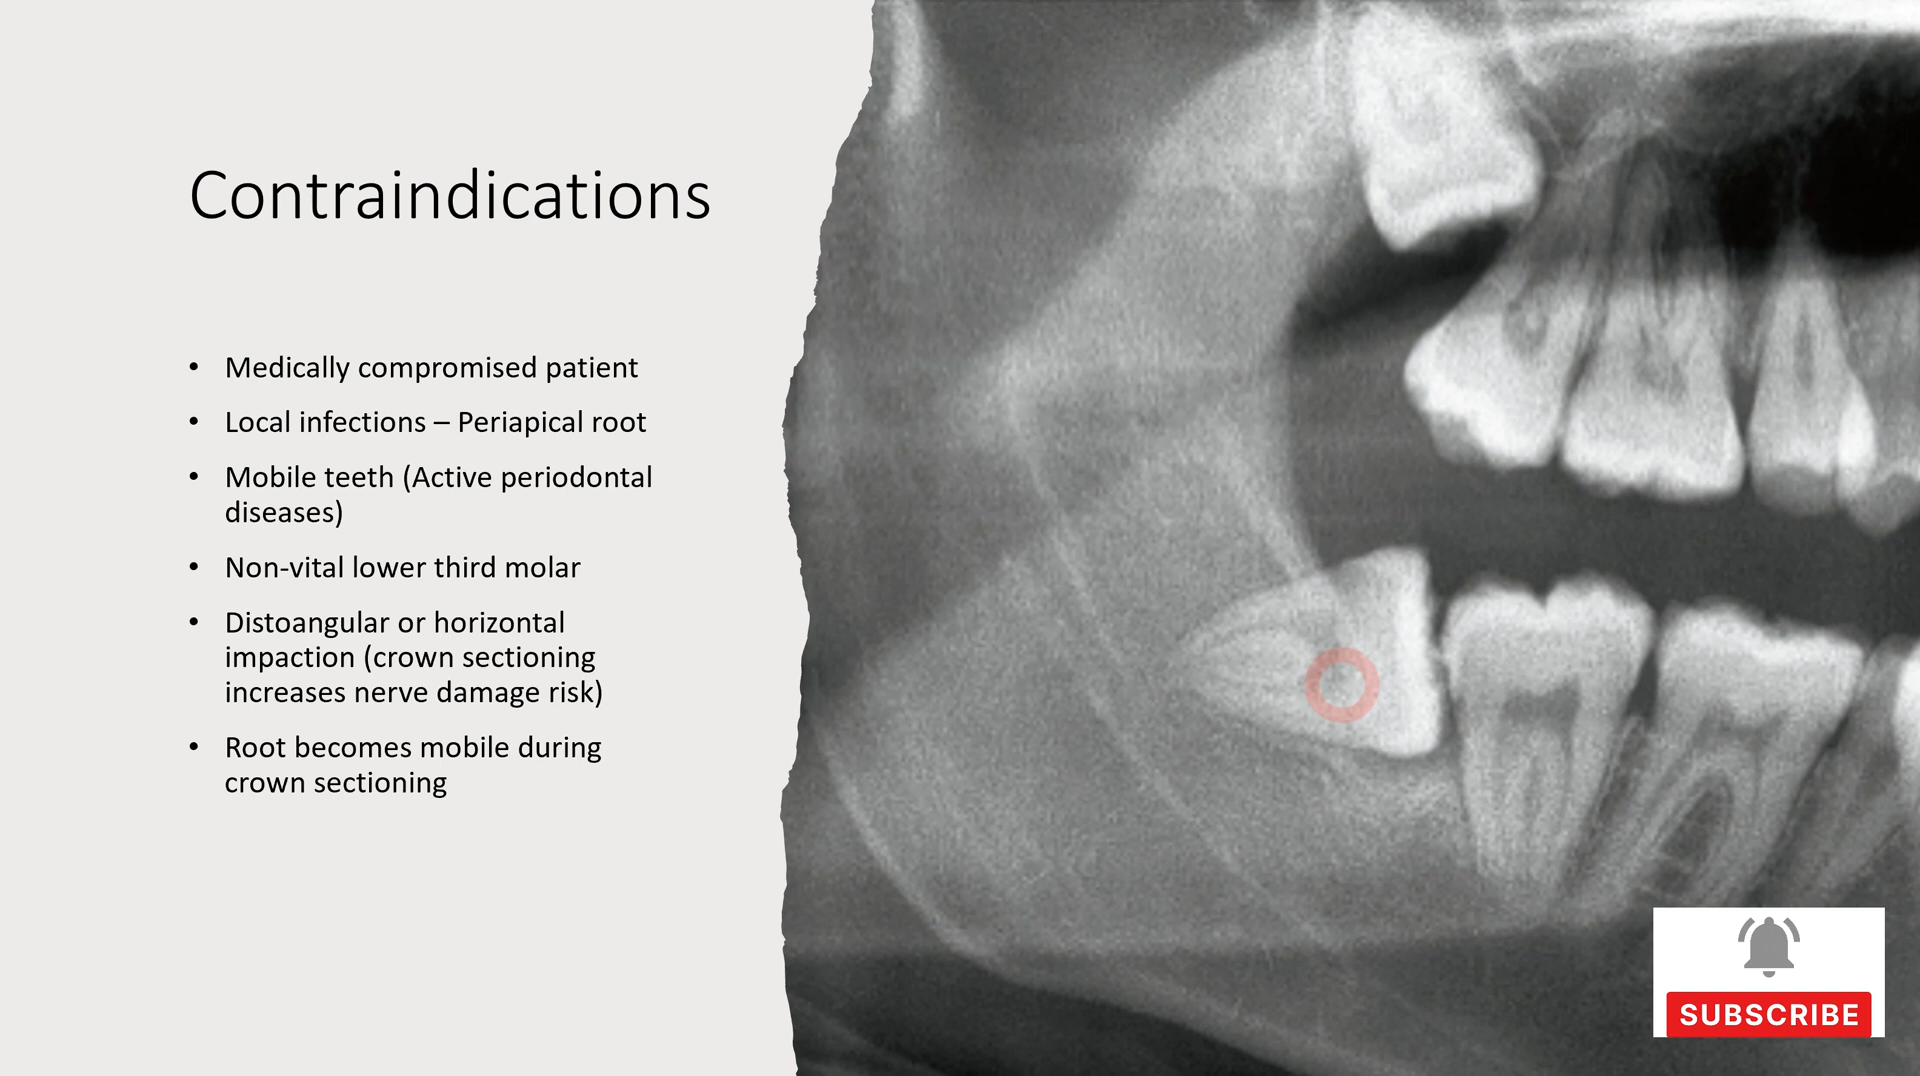 Contraindications
• Medically compromised patient
• Local infections – Periapical root
• Mobile teeth (Active periodontal
diseases)
• Non-vital lower third molar
• Distoangular or horizontal
impaction (crown sectioning
increases nerve damage risk)
• Root becomes mobile during
crown sectioning
SUBSCRIBE